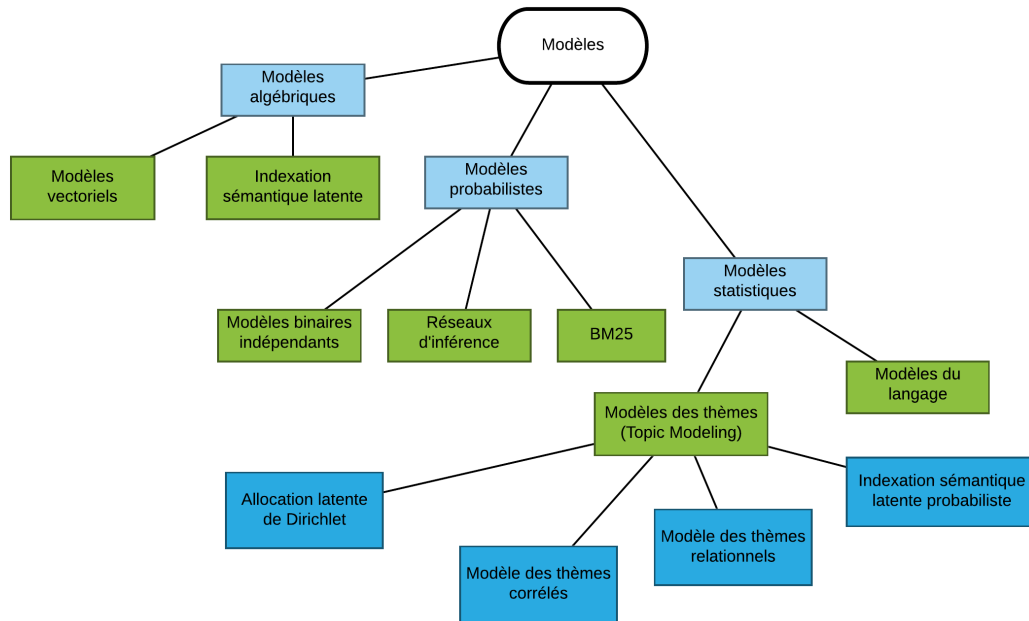 Modèles
Modèles
algébriques
Modèles
vectoriels
Indexation
sémantique latente
Modèles
probabilistes
Modèles
statistiques
Modèles binaires
indépendants
Réseaux
d'inférence
BM25
Modèles du
langage
Modèles des thèmes
(Topic Modeling)
Allocation latente
de Dirichlet
Modèle des thèmes
corrélés
Modèle des thèmes
relationnels
Indexation sémantique
latente probabiliste